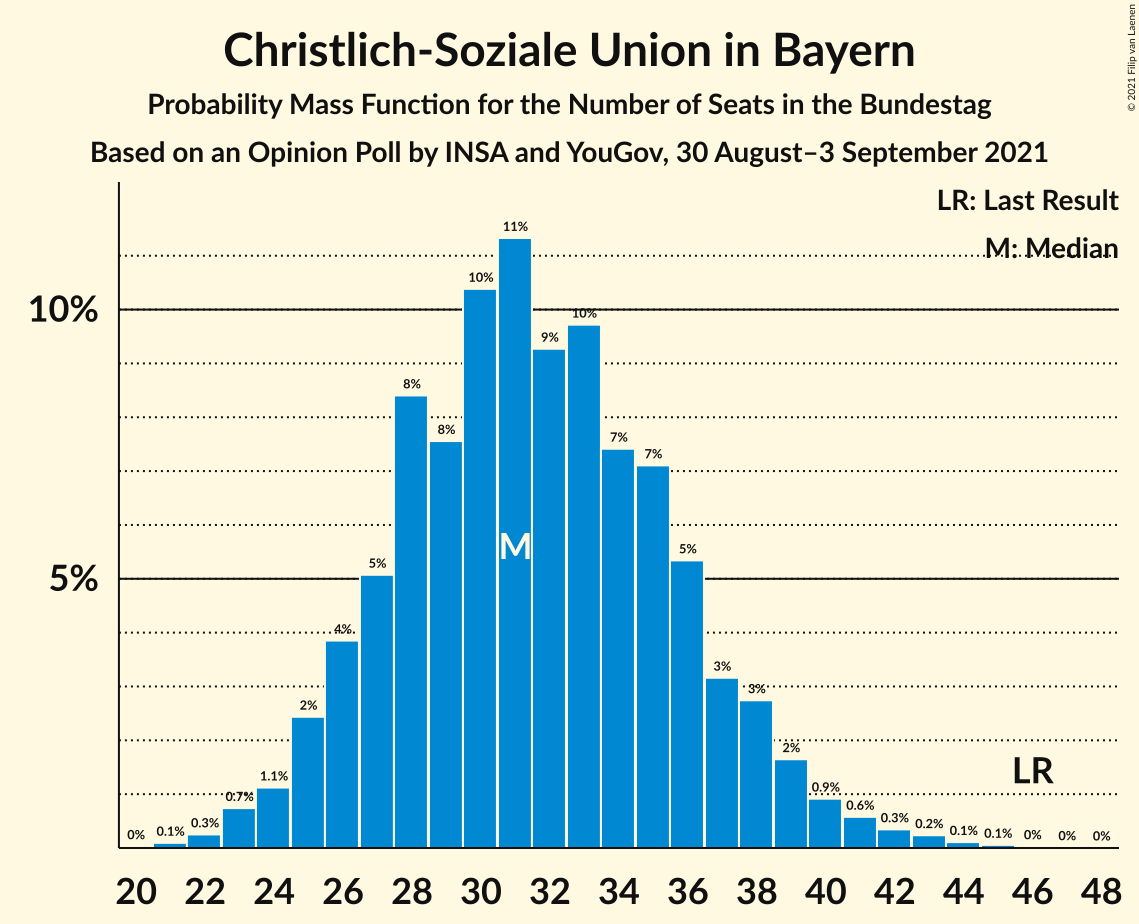 Christlich-Soziale Union in Bayern
Probability Mass Function for the Number of Seats in the Bundestag
Based on an Opinion Poll by INSA and YouGov, 30 August–3 September 2021
© 2021 Filip van Laenen
LR: Last Result
M: Median
10%
5%
0% 0.1% 0.3% 0.7% 1.1% 2% 4% 5% 8% 8% 10% 11% 9% 10% 7% 7% 5% 3% 3% 2% 0.9% 0.6% 0.3% 0.2% 0.1% 0.1% 0% 0% 0%
M
LR
20 22 24 26 28 30 32 34 36 38 40 42 44 46 48